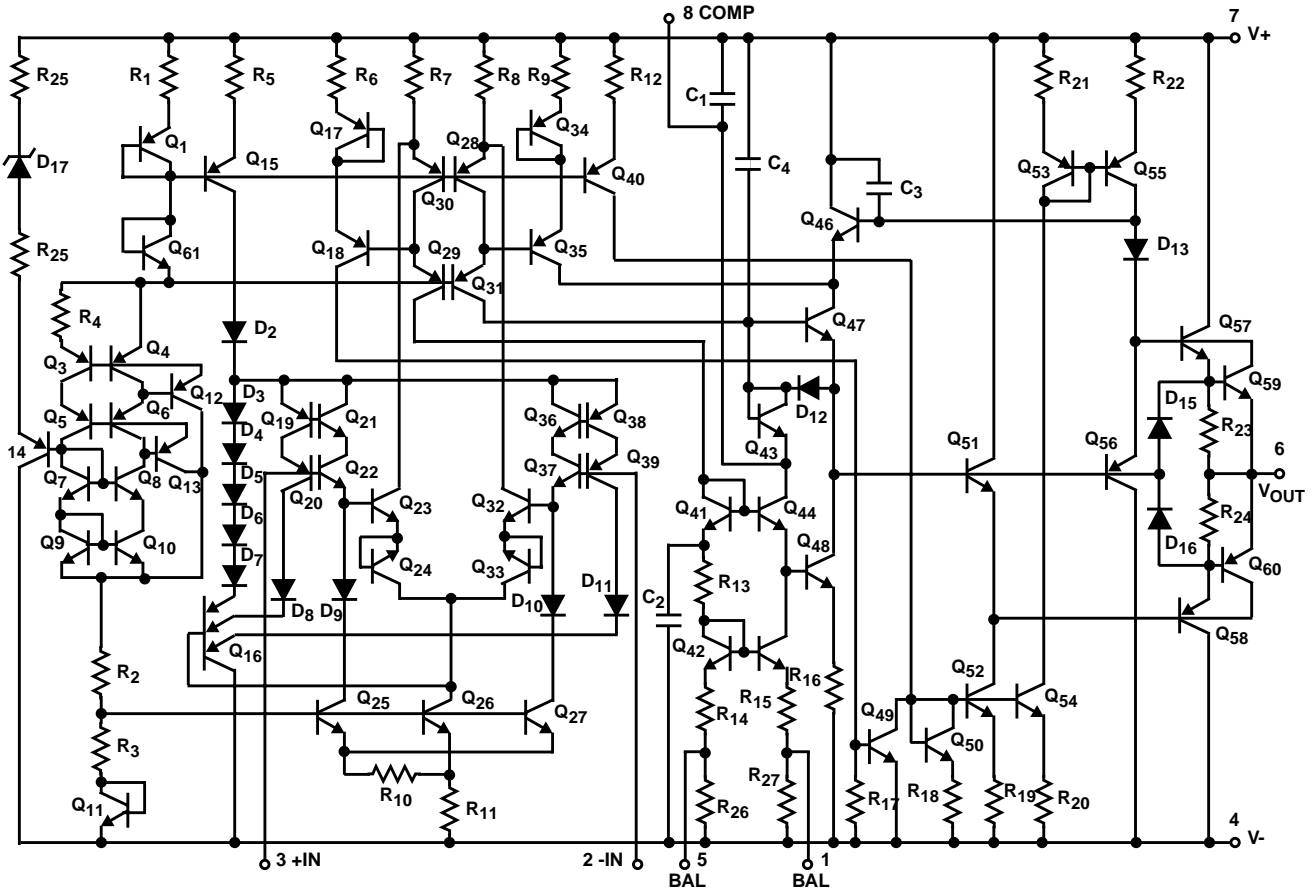 8 COMP
7
V+
R25
R1
R5
R6
R7
R8
R9
R12
C1
R21
R22
Q17
Q1
Q28
Q34
D17
Q15
Q30
Q40
C4
C3
Q53
Q55
R25
Q61
Q18
Q29
Q35
Q46
D13
Q31
R4
D2
Q47
Q57
Q3
Q4
Q12
D3
Q59
Q5
Q6
D4
Q19
Q21
Q36
Q38
D12
D15
R23
14
Q43
Q51
Q56
6
Q7
Q8
Q13
D5
Q22
Q37
Q39
VOUT
Q20
D6
Q23
Q32
Q41
Q44
D16
R24
Q9
Q10
D7
Q24
Q33
Q48
Q60
D8
D9
D10
D11
C2
R13
Q16
Q42
Q58
R2
R16
Q25
Q26
Q27
R14
R15
Q52
Q54
Q49
Q50
R3
R10
R27
Q11
R11
R26
R17
R18
R19
R20
4
V-
3 +IN
2 -IN
5
BAL
1
BAL